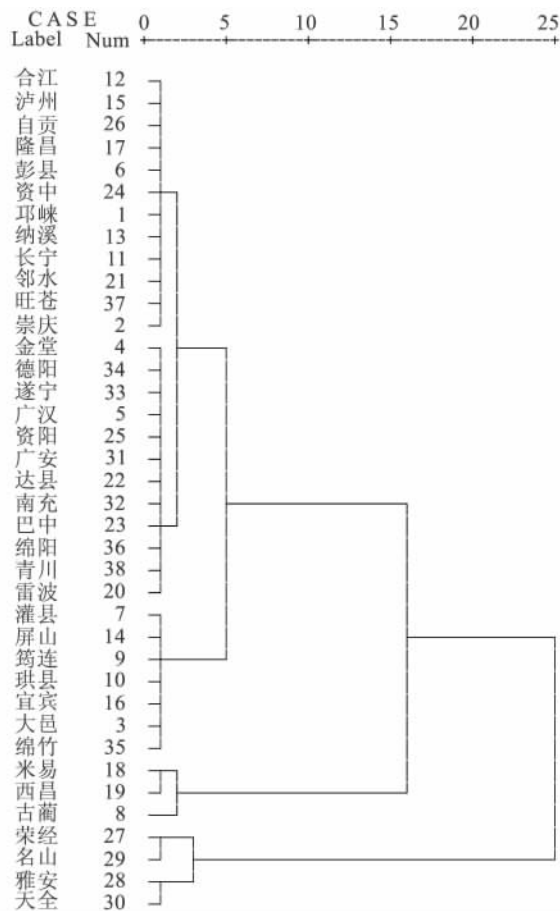 C A S E 0 5 10 15 20 25
Label Num
合江 12
泸州 15
自贡 26
隆昌 17
彭县 6
资中 24
邛崃 1
纳溪 13
长宁 11
邻水 21
旺苍 37
崇庆 2
金堂 4
德阳 34
遂宁 33
广汉 5
资阳 25
广安 31
达县 22
南充 32
巴中 23
绵阳 36
青川 38
雷波 20
灌县 7
屏山 14
筠连 9
珙县 10
宜宾 16
大邑 3
绵竹 35
米易 18
西昌 19
古蔺 8
荣经 27
名山 29
雅安 28
天全 30